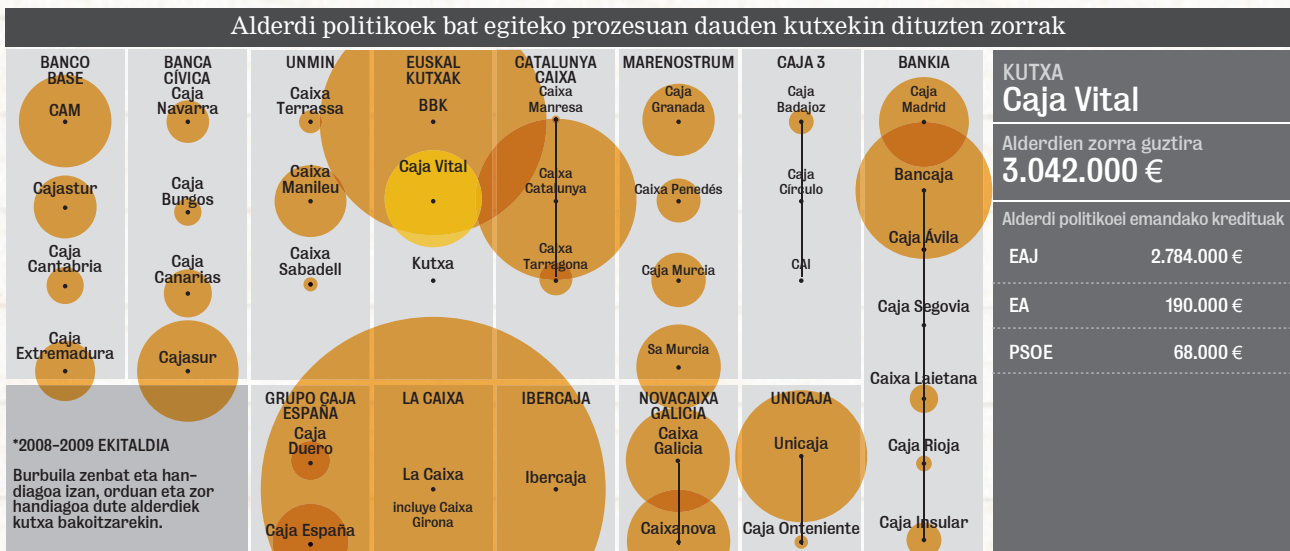 Alderdi politikoek bat egiteko prozesuan dauden kutxekin dituzten zorrak
BANCO
BASE
CAM
Cajastur
Caja
Cantabria
Caja
Extremadura
BANCA
CÍVICA
Caja
Navarra
Caja
Burgos
Caja
Canarias
Cajasur
UNMIN
Caixa
Terrassa
Caixa
Manileu
Caixa
Sabadell
EUSKAL
KUTXAK
BBK
Caja Vital
Kutxa
CATALUNYA
CAIXA
Caixa
Manresa
Caixa
Catalunya
Caixa
Tarragona
MARENOSTRUM
Caja
Granada
Caixa Penedés
Caja Murcia
Sa Murcia
CAJA 3
Caja
Badajoz
Caja
Círculo
CAI
BANKIA
Caja
Madrid
Bancaja
Caja Ávila
Caja Segovia
Caixa Laietana
Caja Rioja
Caja Insular
*2008-2009 EKITALDIA
Burbuila zenbat eta han-
diagoa izan, orduan eta zor
handiagoa dute alderdiek
kutxa bakoitzarekin.
GRUPO CAJA
ESPAÑA
Caja
Duero
Caja España
LA CAIXA
La Caixa
incluye Caixa
Girona
IBERCAJA
Ibercaja
NOVACAIXA
GALICIA
Caixa
Galicia
Caixanova
UNICAJA
Unicaja
Caja Onteniente
KUTXA
Caja Vital
Alderdien zorra guztira
3.042.000 €
Alderdi politikoei emandako kredituak
EAJ 2.784.000 €
EA 190.000 €
PSOE 68.000 €